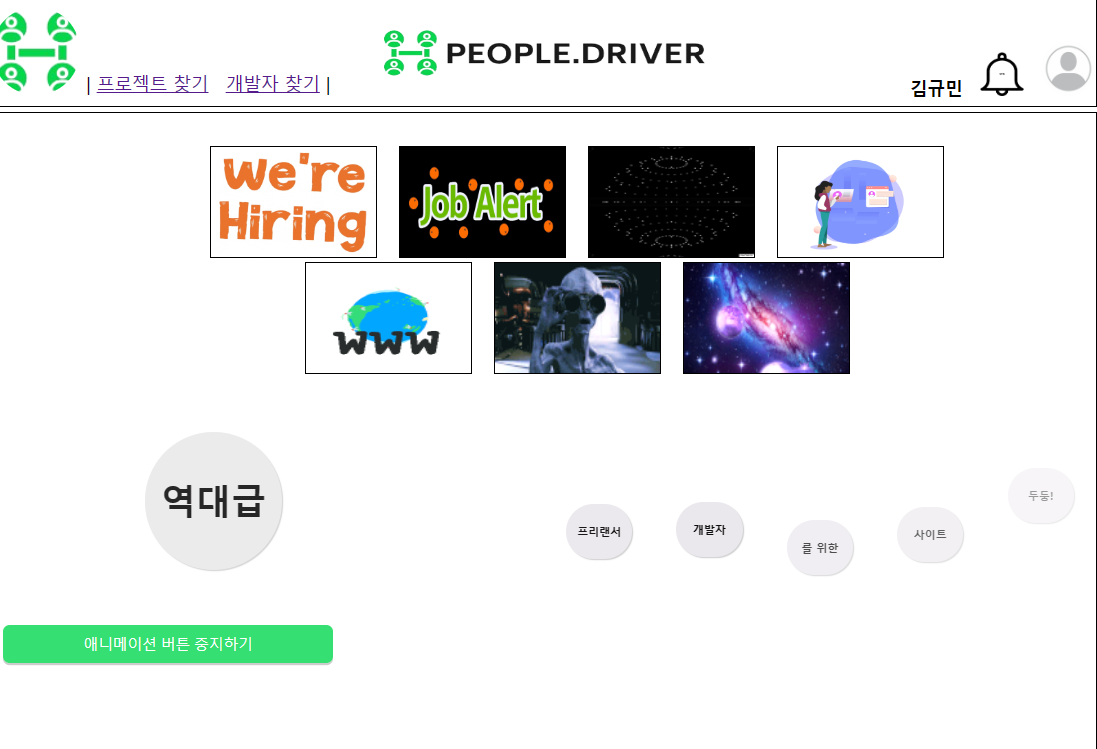 PEOPLE.DRIVER
| 프로젝트 찾기 개발자 찾기 |
김규민
We're
Hiring
Job Alert
www
역대급
프리랜서
개발자
를 위한
사이트
두둥!
애니메이션 버튼 중지하기